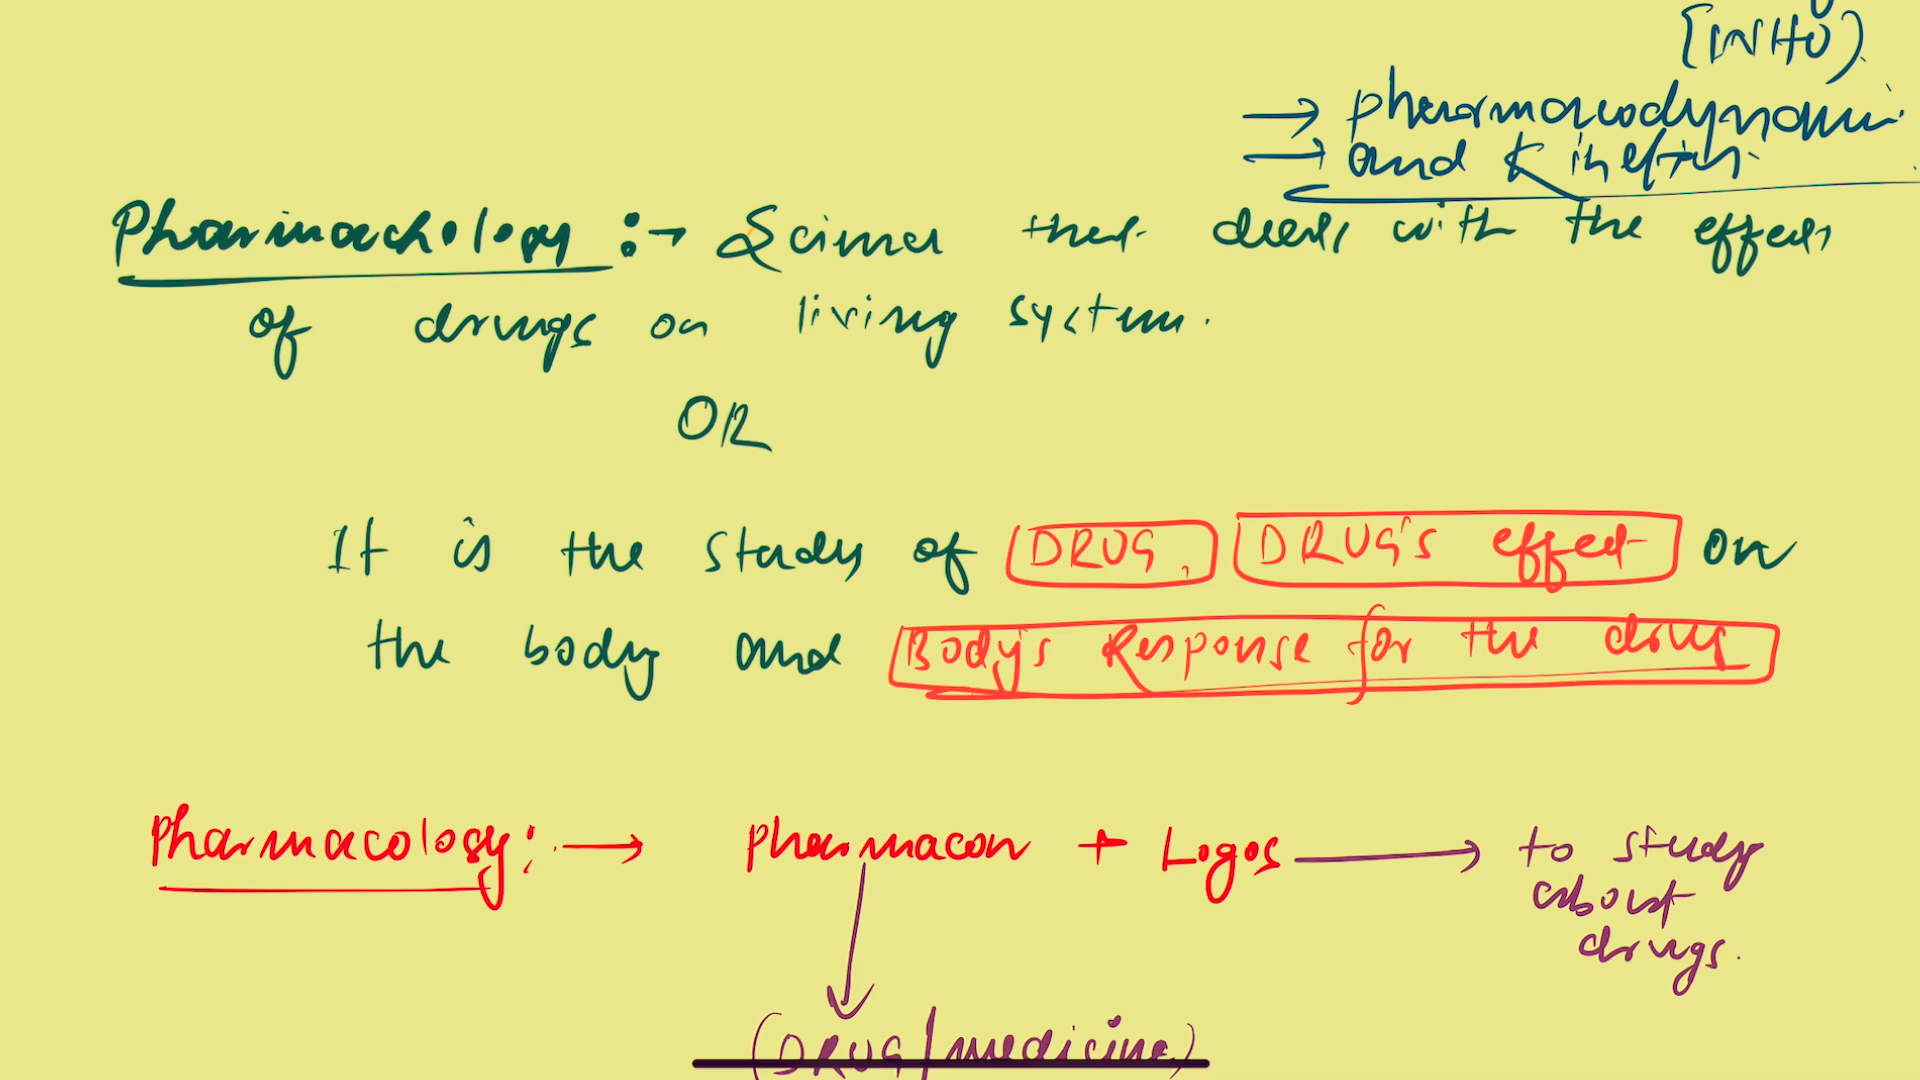 (WHO).
→ pharmacodynamic
→ and Kinetics.
Pharmachology :→ Science that deals with the effects
of drugs on living system.
OR
It is the study of DRUG, DRUG's effect on
the body and Body's Response for the drug
Pharmacology: → Pharmacon + Logos → to study
about
drugs.
(DRUG/medicine)